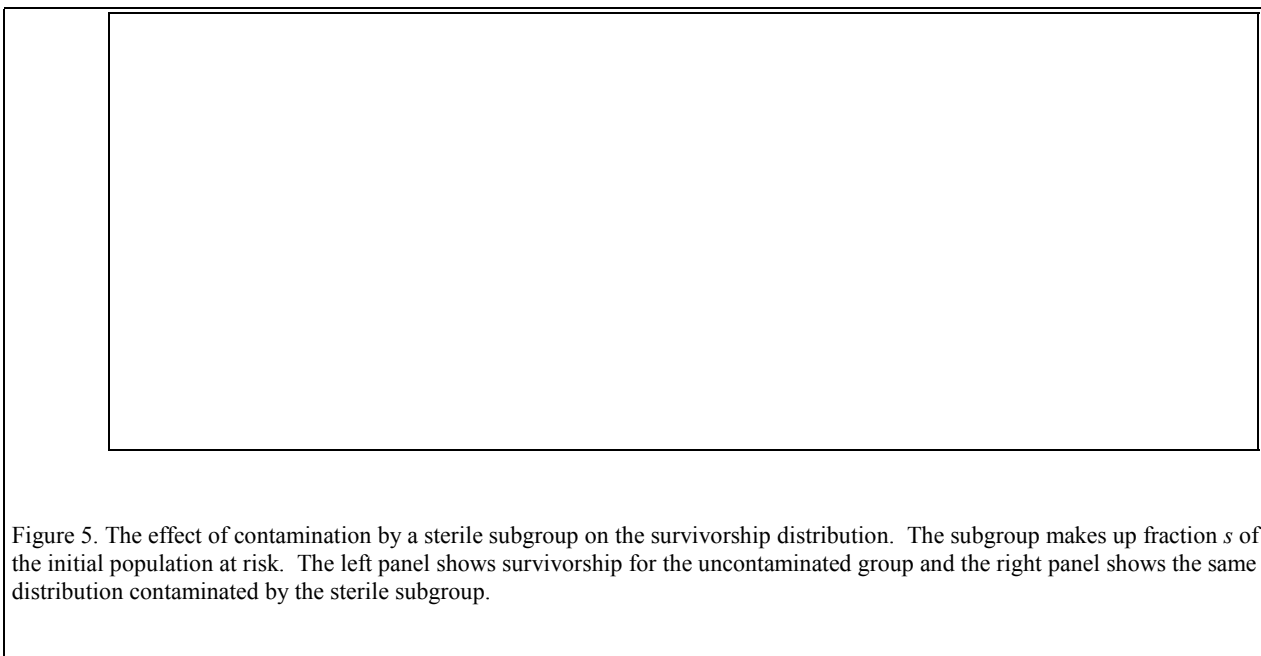 Figure 5. The effect of contamination by a sterile subgroup on the survivorship distribution. The subgroup makes up fraction s of
the initial population at risk. The left panel shows survivorship for the uncontaminated group and the right panel shows the same
distribution contaminated by the sterile subgroup.